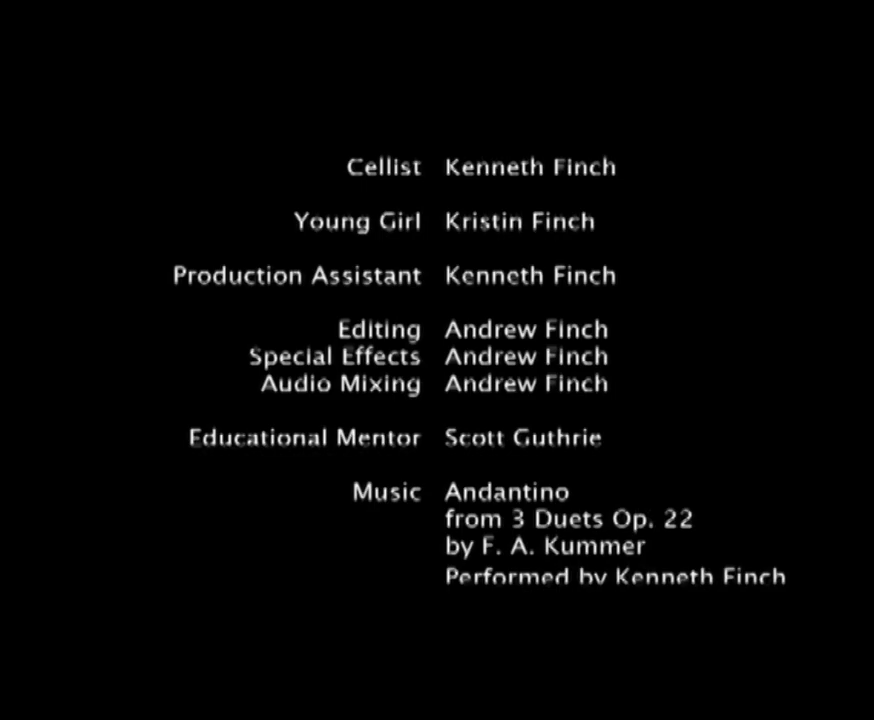 Cellist Kenneth Finch
Young Girl Kristin Finch
Production Assistant Kenneth Finch
Editing Andrew Finch
Special Effects Andrew Finch
Audio Mixing Andrew Finch
Educational Mentor Scott Guthrie
Music Andantino
from 3 Duets Op. 22
by F. A. Kummer
Performed by Kenneth Finch